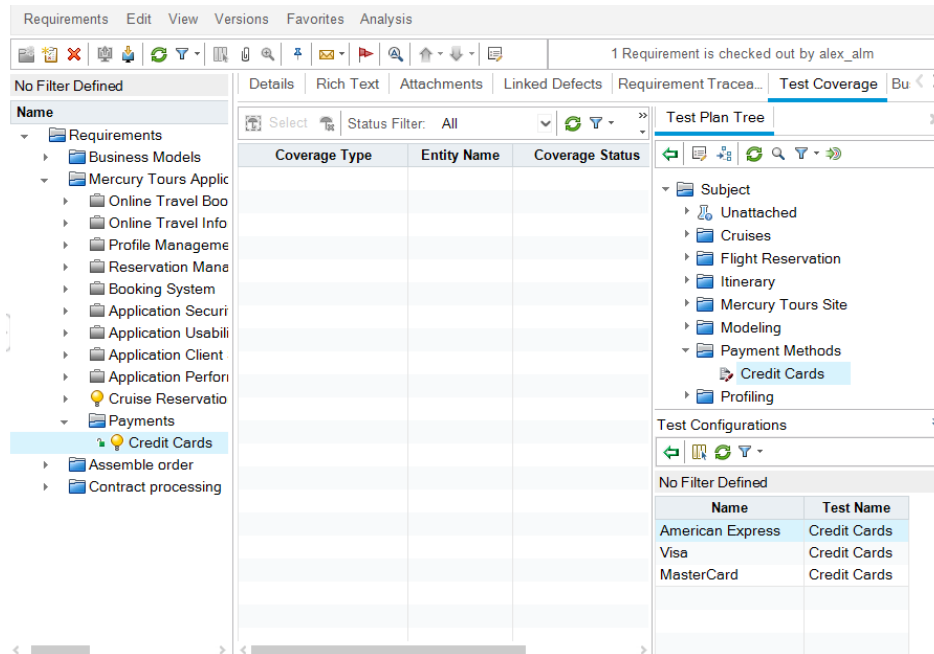 Requirements Edit View Versions Favorites Analysis
1 Requirement is checked out by alex_alm
No Filter Defined
Name
Requirements
Business Models
Mercury Tours Applic
Online Travel Boo
Online Travel Info
Profile Manageme
Reservation Mana
Booking System
Application Securi
Application Usabili
Application Client
Application Perfor
Cruise Reservatio
Payments
Credit Cards
Assemble order
Contract processing
Details Rich Text Attachments Linked Defects Requirement Tracea... Test Coverage Bu
Select Status Filter: All
Coverage Type Entity Name Coverage Status
Test Plan Tree
Subject
Unattached
Cruises
Flight Reservation
Itinerary
Mercury Tours Site
Modeling
Payment Methods
Credit Cards
Profiling
Test Configurations
No Filter Defined
Name Test Name
American Express Credit Cards
Visa Credit Cards
MasterCard Credit Cards